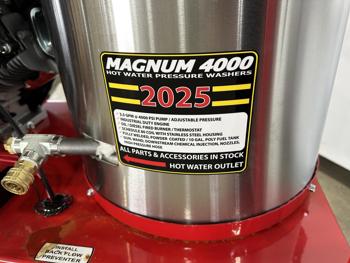 MAGNUM 4000
HOT WATER PRESSURE WASHERS
2025
3.5 GPM @ 4000 PSI PUMP / ADJUSTABLE PRESSURE
INDUSTRIAL DUTY ENGINE
OIL / DIESEL FIRED BURNER / THERMOSTAT
SCHEDULE 80 COIL WITH STAINLESS STEEL HOUSING
FULLY WELDED, POWDER COATED / 10 GAL POLY FUEL TANK
GUN, WAND, DOWNSTREAM CHEMICAL INJECTION, NOZZLES,
HIGH PRESSURE HOSE
ALL PARTS & ACCESSORIES IN STOCK
HOT WATER OUTLET
INSTALL
BACK FLOW
PREVENTER